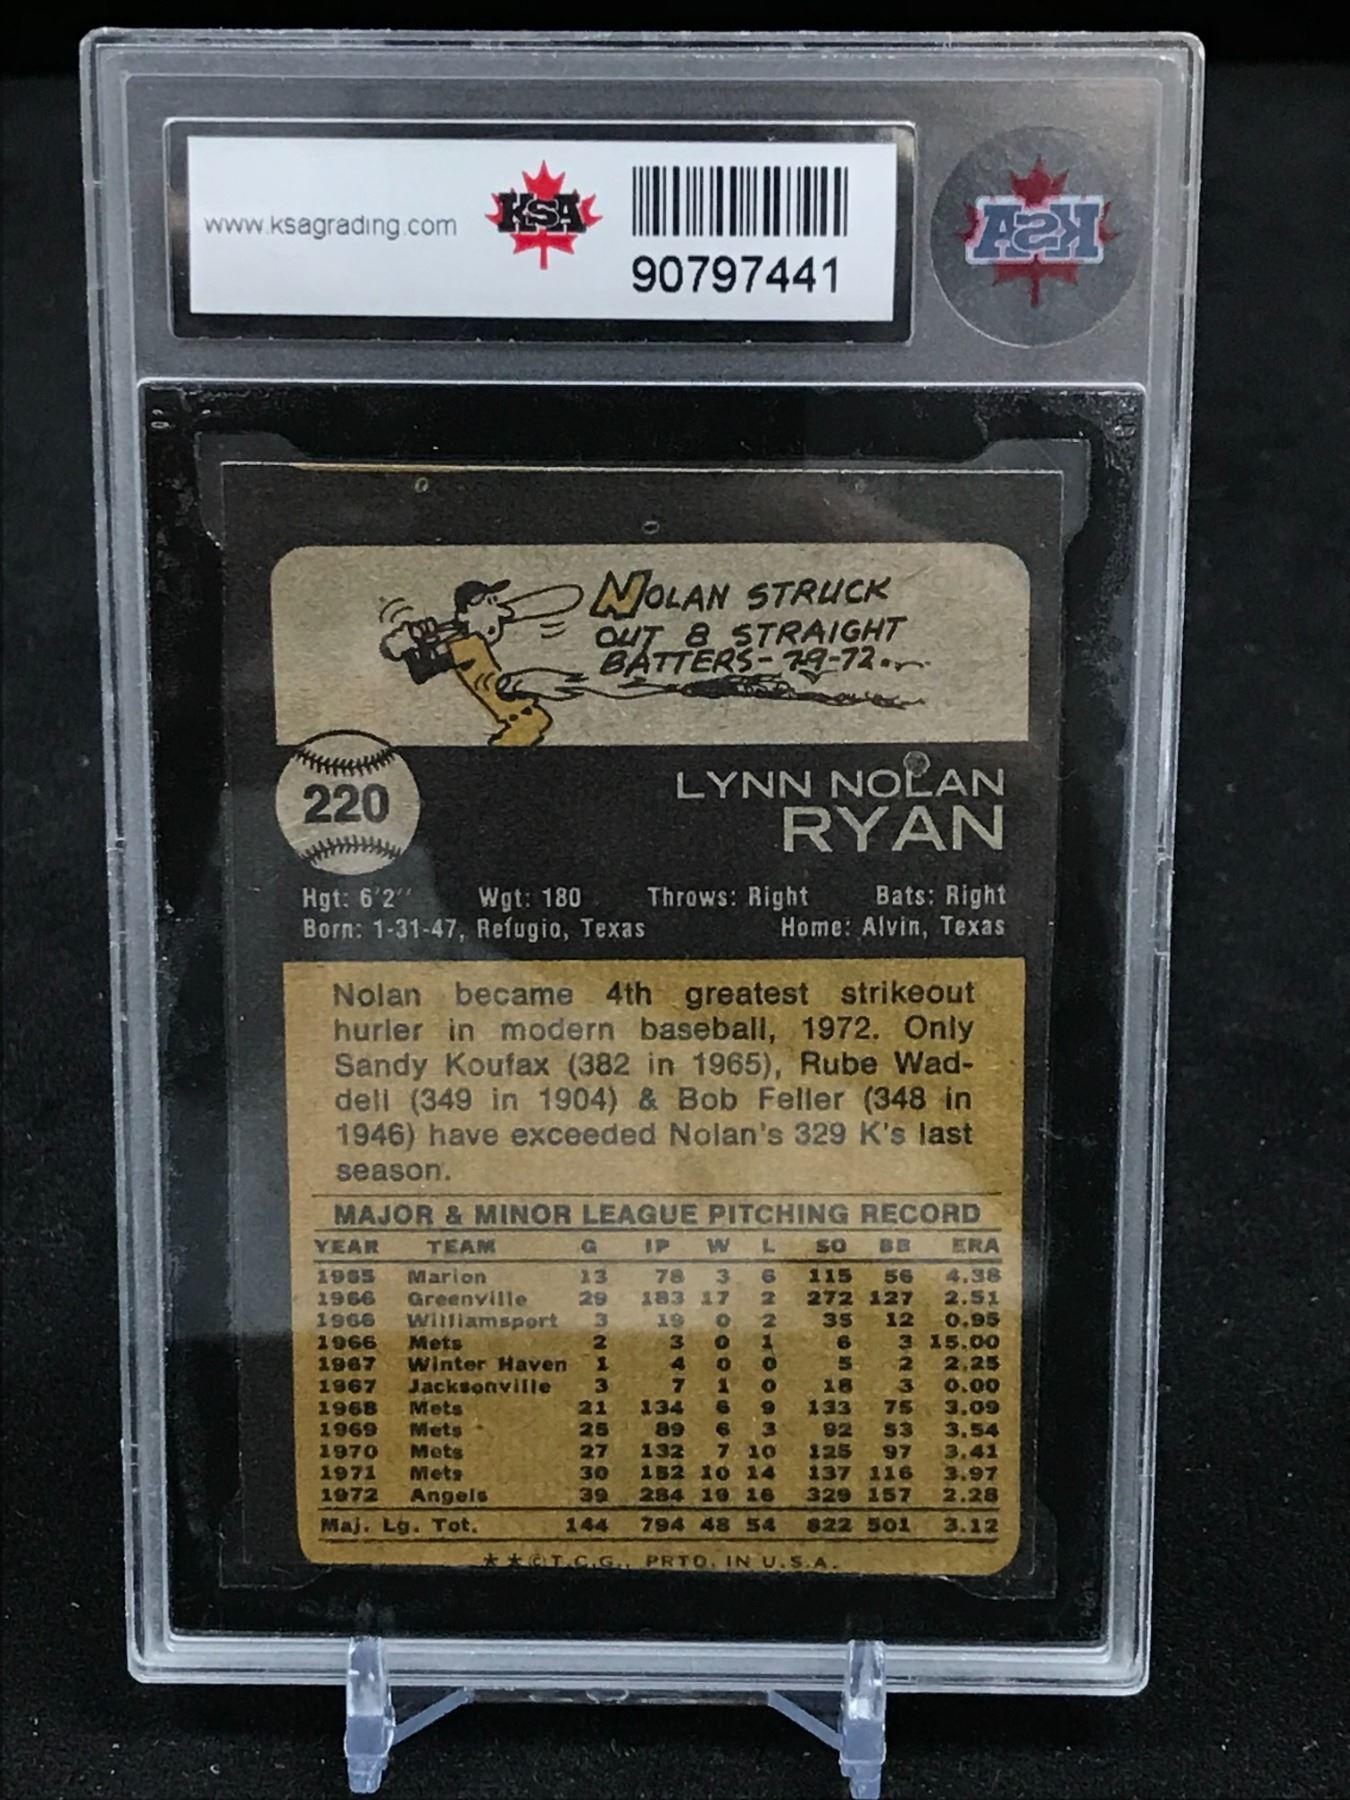 www.ksagrading.com
KSA
90797441
KSA
NOLAN STRUCK
OUT 8 STRAIGHT
BATTERS- 7-9-72.
220
LYNN NOLAN
RYAN
Hgt: 6'2" Wgt: 180 Throws: Right Bats: Right
Born: 1-31-47, Refugio, Texas Home: Alvin, Texas
Nolan became 4th greatest strikeout
hurler in modern baseball, 1972. Only
Sandy Koufax (382 in 1965), Rube Wad-
dell (349 in 1904) & Bob Feller (348 in
1946) have exceeded Nolan's 329 K's last
season.
MAJOR & MINOR LEAGUE PITCHING RECORD
YEAR TEAM G IP W L SO BB ERA
1965 Marion 13 78 3 6 115 56 4.38
1966 Greenville 29 183 17 2 272 127 2.51
1966 Williamsport 3 19 0 2 35 12 0.95
1966 Mets 2 3 0 1 6 3 15.00
1967 Winter Haven 1 4 0 0 5 2 2.25
1967 Jacksonville 3 7 1 0 18 3 0.00
1968 Mets 21 134 6 9 133 75 3.09
1969 Mets 25 89 6 3 92 53 3.54
1970 Mets 27 132 7 10 125 97 3.41
1971 Mets 30 152 10 14 137 116 3.97
1972 Angels 39 284 19 16 329 157 2.28
Maj. Lg. Tot. 144 794 48 54 822 501 3.12
**©T.C.G., PRTD. IN U.S.A.